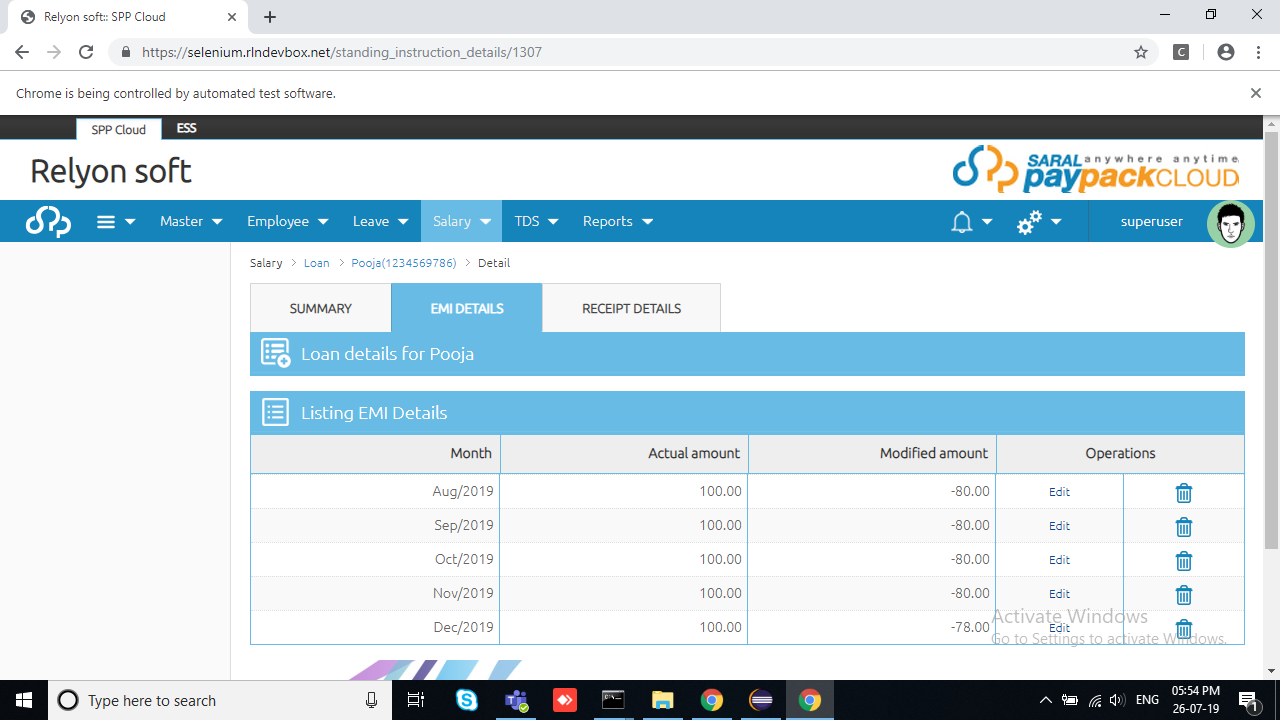 Relyon soft:: SPP Cloud
https://selenium.rlndevbox.net/standing_instruction_details/1307
C
Chrome is being controlled by automated test software.
SPP Cloud ESS
Relyon soft
SARAL anywhere anytime
paypackCLOUD
Master Employee Leave Salary TDS Reports superuser
Salary > Loan > Pooja(1234569786) > Detail
SUMMARY EMI DETAILS RECEIPT DETAILS
Loan details for Pooja
Listing EMI Details
Month Actual amount Modified amount Operations
Aug/2019 100.00 -80.00 Edit
Sep/2019 100.00 -80.00 Edit
Oct/2019 100.00 -80.00 Edit
Nov/2019 100.00 -80.00 Edit
Activate Windows
Dec/2019 100.00 -78.00 Edit
Go to Settings to activate Windows.
Type here to search
ENG
05:54 PM
26-07-19
1